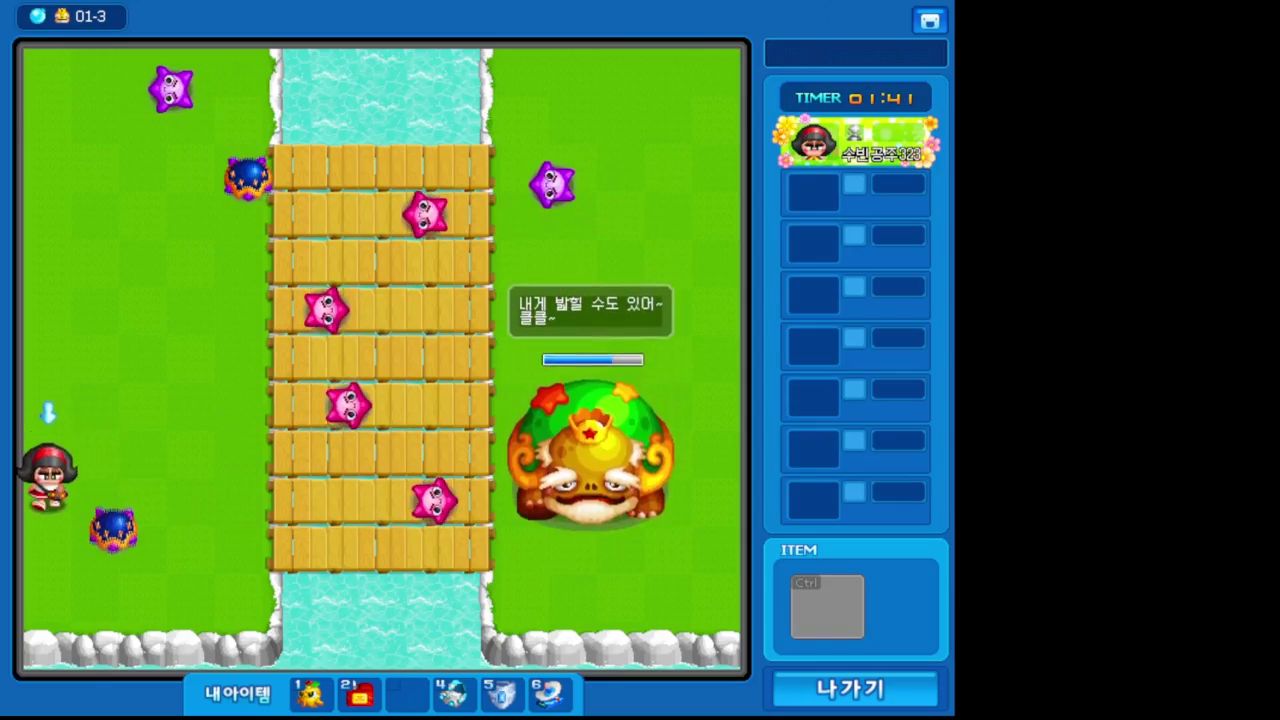 01-3
TIMER 01:41
수빈공주323
내게 밟힐 수도 있어~
클클~
ITEM
Ctrl
내아이템
1
2
4
5
6
나가기